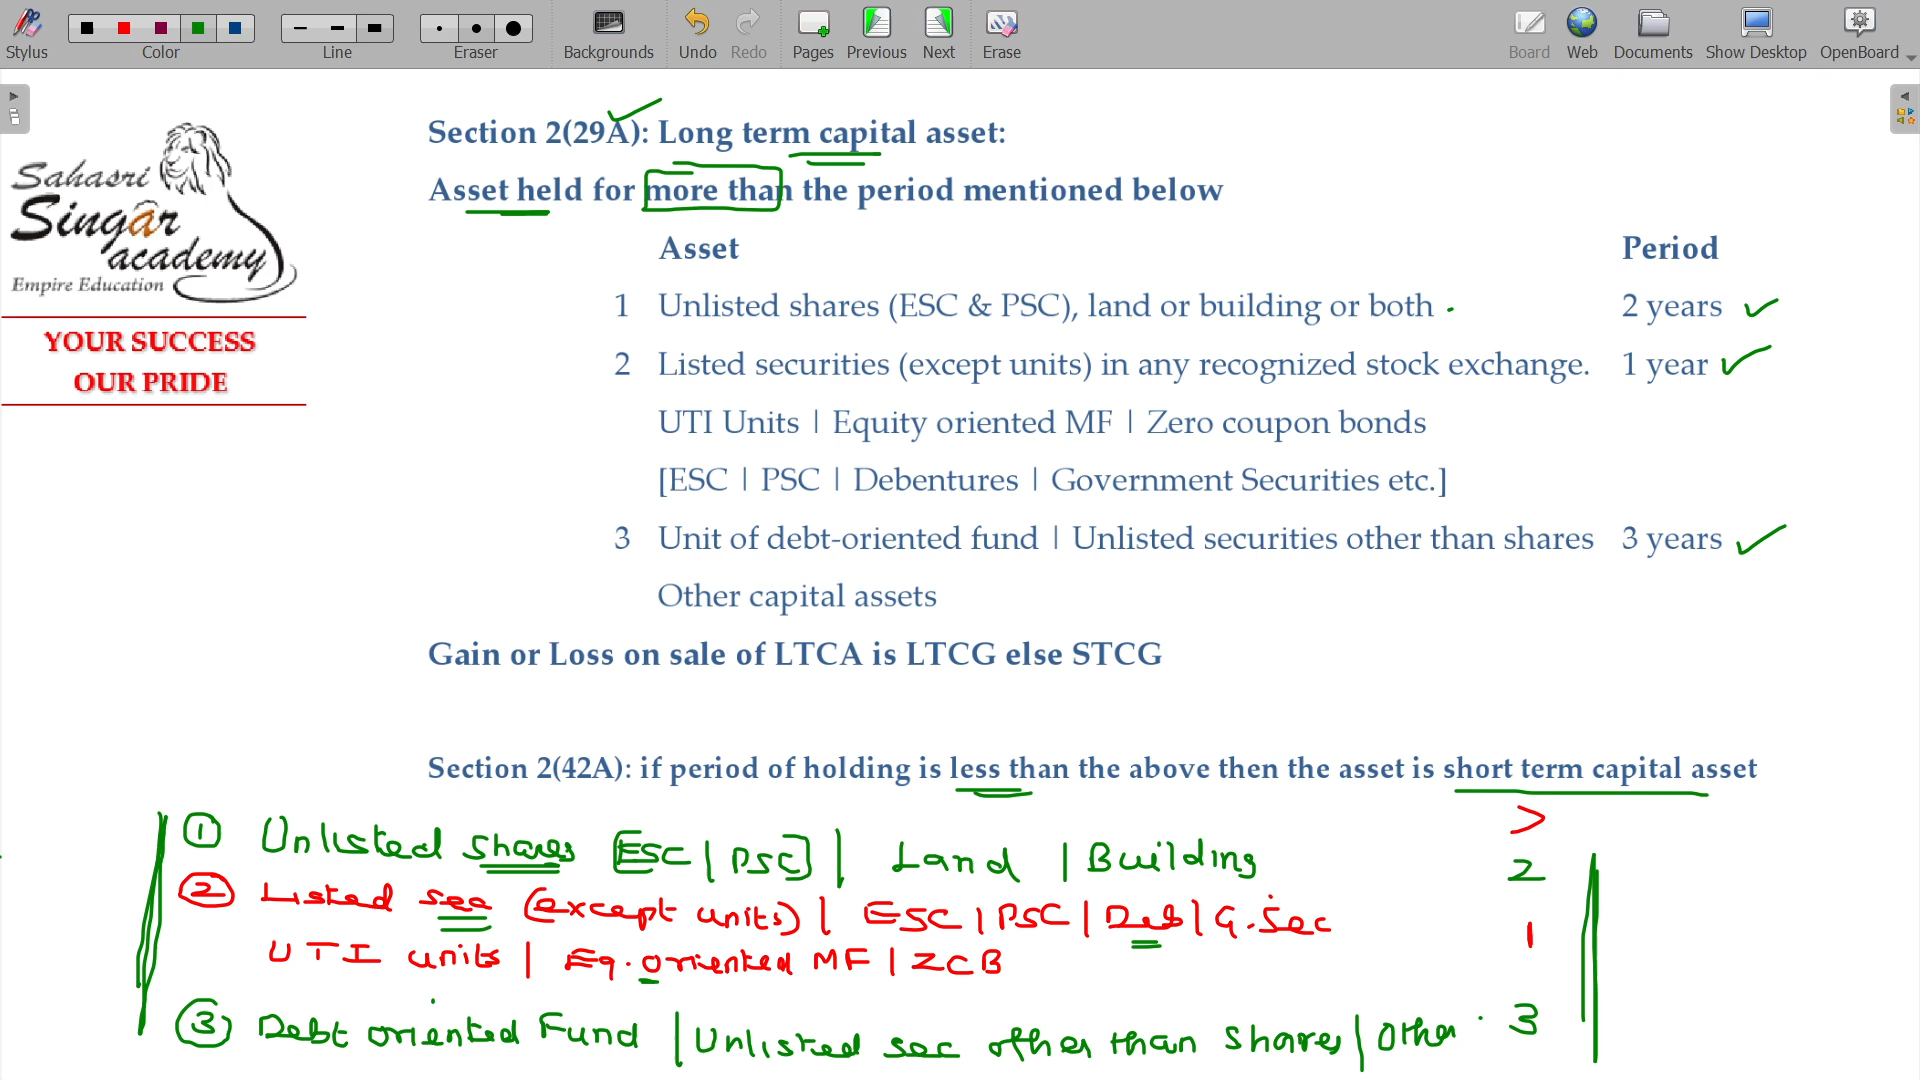 Stylus Color Line Eraser Backgrounds Undo Redo Pages Previous Next Erase Board Web Documents Show Desktop OpenBoard
Sahasri
Singar
academy
Empire Education
YOUR SUCCESS
OUR PRIDE
Section 2(29A): Long term capital asset:
Asset held for more than the period mentioned below
Asset Period
1 Unlisted shares (ESC & PSC), land or building or both 2 years
2 Listed securities (except units) in any recognized stock exchange. 1 year
UTI Units | Equity oriented MF | Zero coupon bonds
[ESC | PSC | Debentures | Government Securities etc.]
3 Unit of debt-oriented fund | Unlisted securities other than shares 3 years
Other capital assets
Gain or Loss on sale of LTCA is LTCG else STCG
Section 2(42A): if period of holding is less than the above then the asset is short term capital asset
>
1 Unlisted shares [ESC | PSC] | Land | Building 2
2 Listed sec (except units) | ESC | PSC | Deb | G.Sec 1
UTI units | Eq. oriented MF | ZCB
3 Debt oriented Fund | Unlisted sec other than shares | Other 3